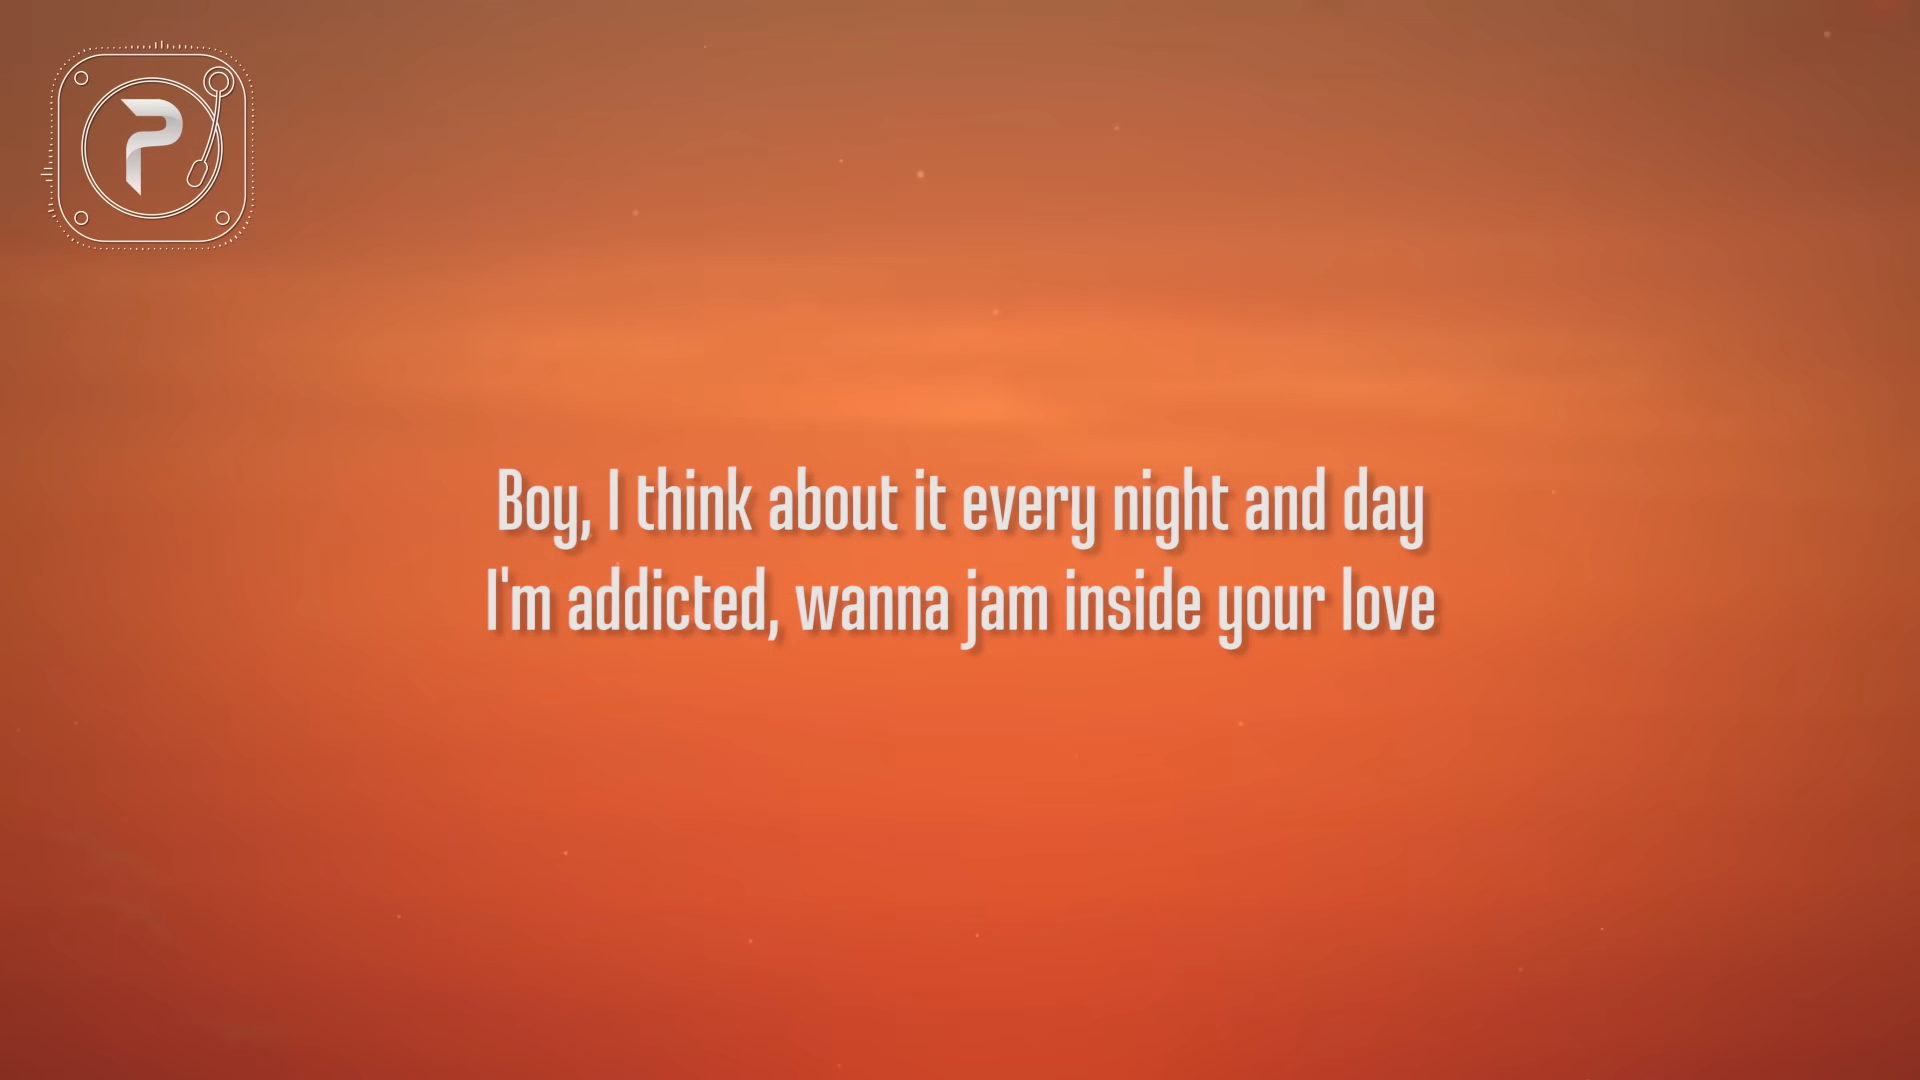 P
Boy, I think about it every night and day
I'm addicted, wanna jam inside your love